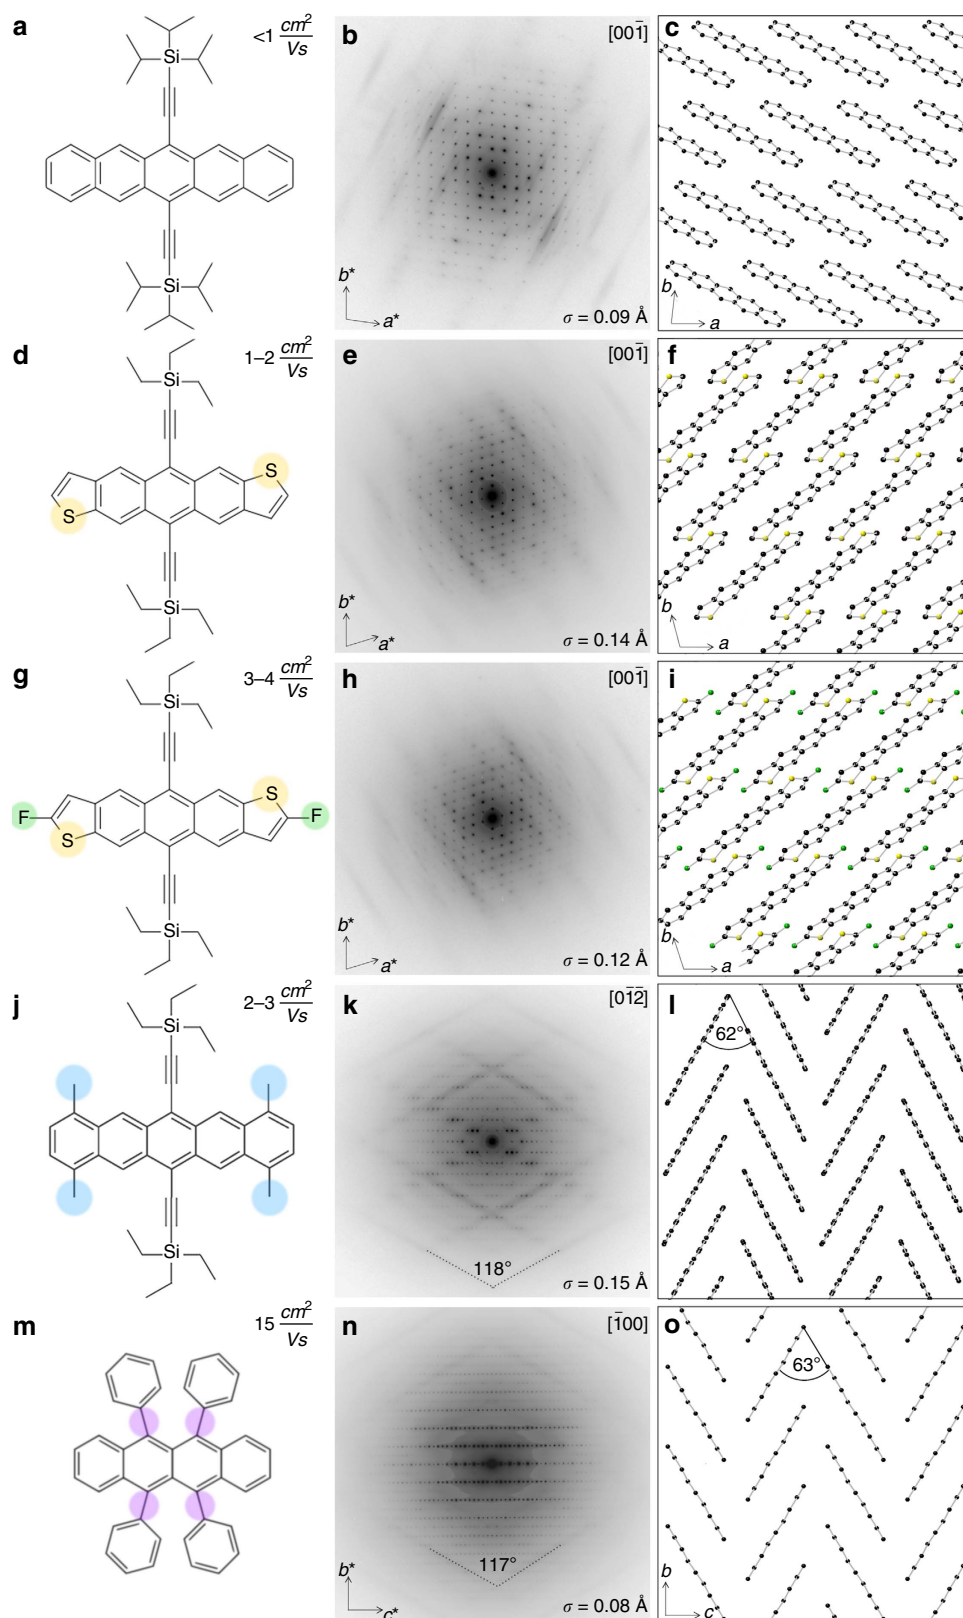 a
<1 cm²/Vs
Si
Si
b
[001̄]
b*
a*
σ = 0.09 Å
c
b
a
d
1–2 cm²/Vs
Si
S
S
Si
e
[001̄]
b*
a*
σ = 0.14 Å
f
b
a
g
3–4 cm²/Vs
Si
S
F
F
S
Si
h
[001̄]
b*
a*
σ = 0.12 Å
i
b
a
j
2–3 cm²/Vs
Si
Si
k
[01̄2̄]
118°
σ = 0.15 Å
l
62°
m
15 cm²/Vs
n
[1̄00]
117°
b*
c*
σ = 0.08 Å
o
63°
b
c